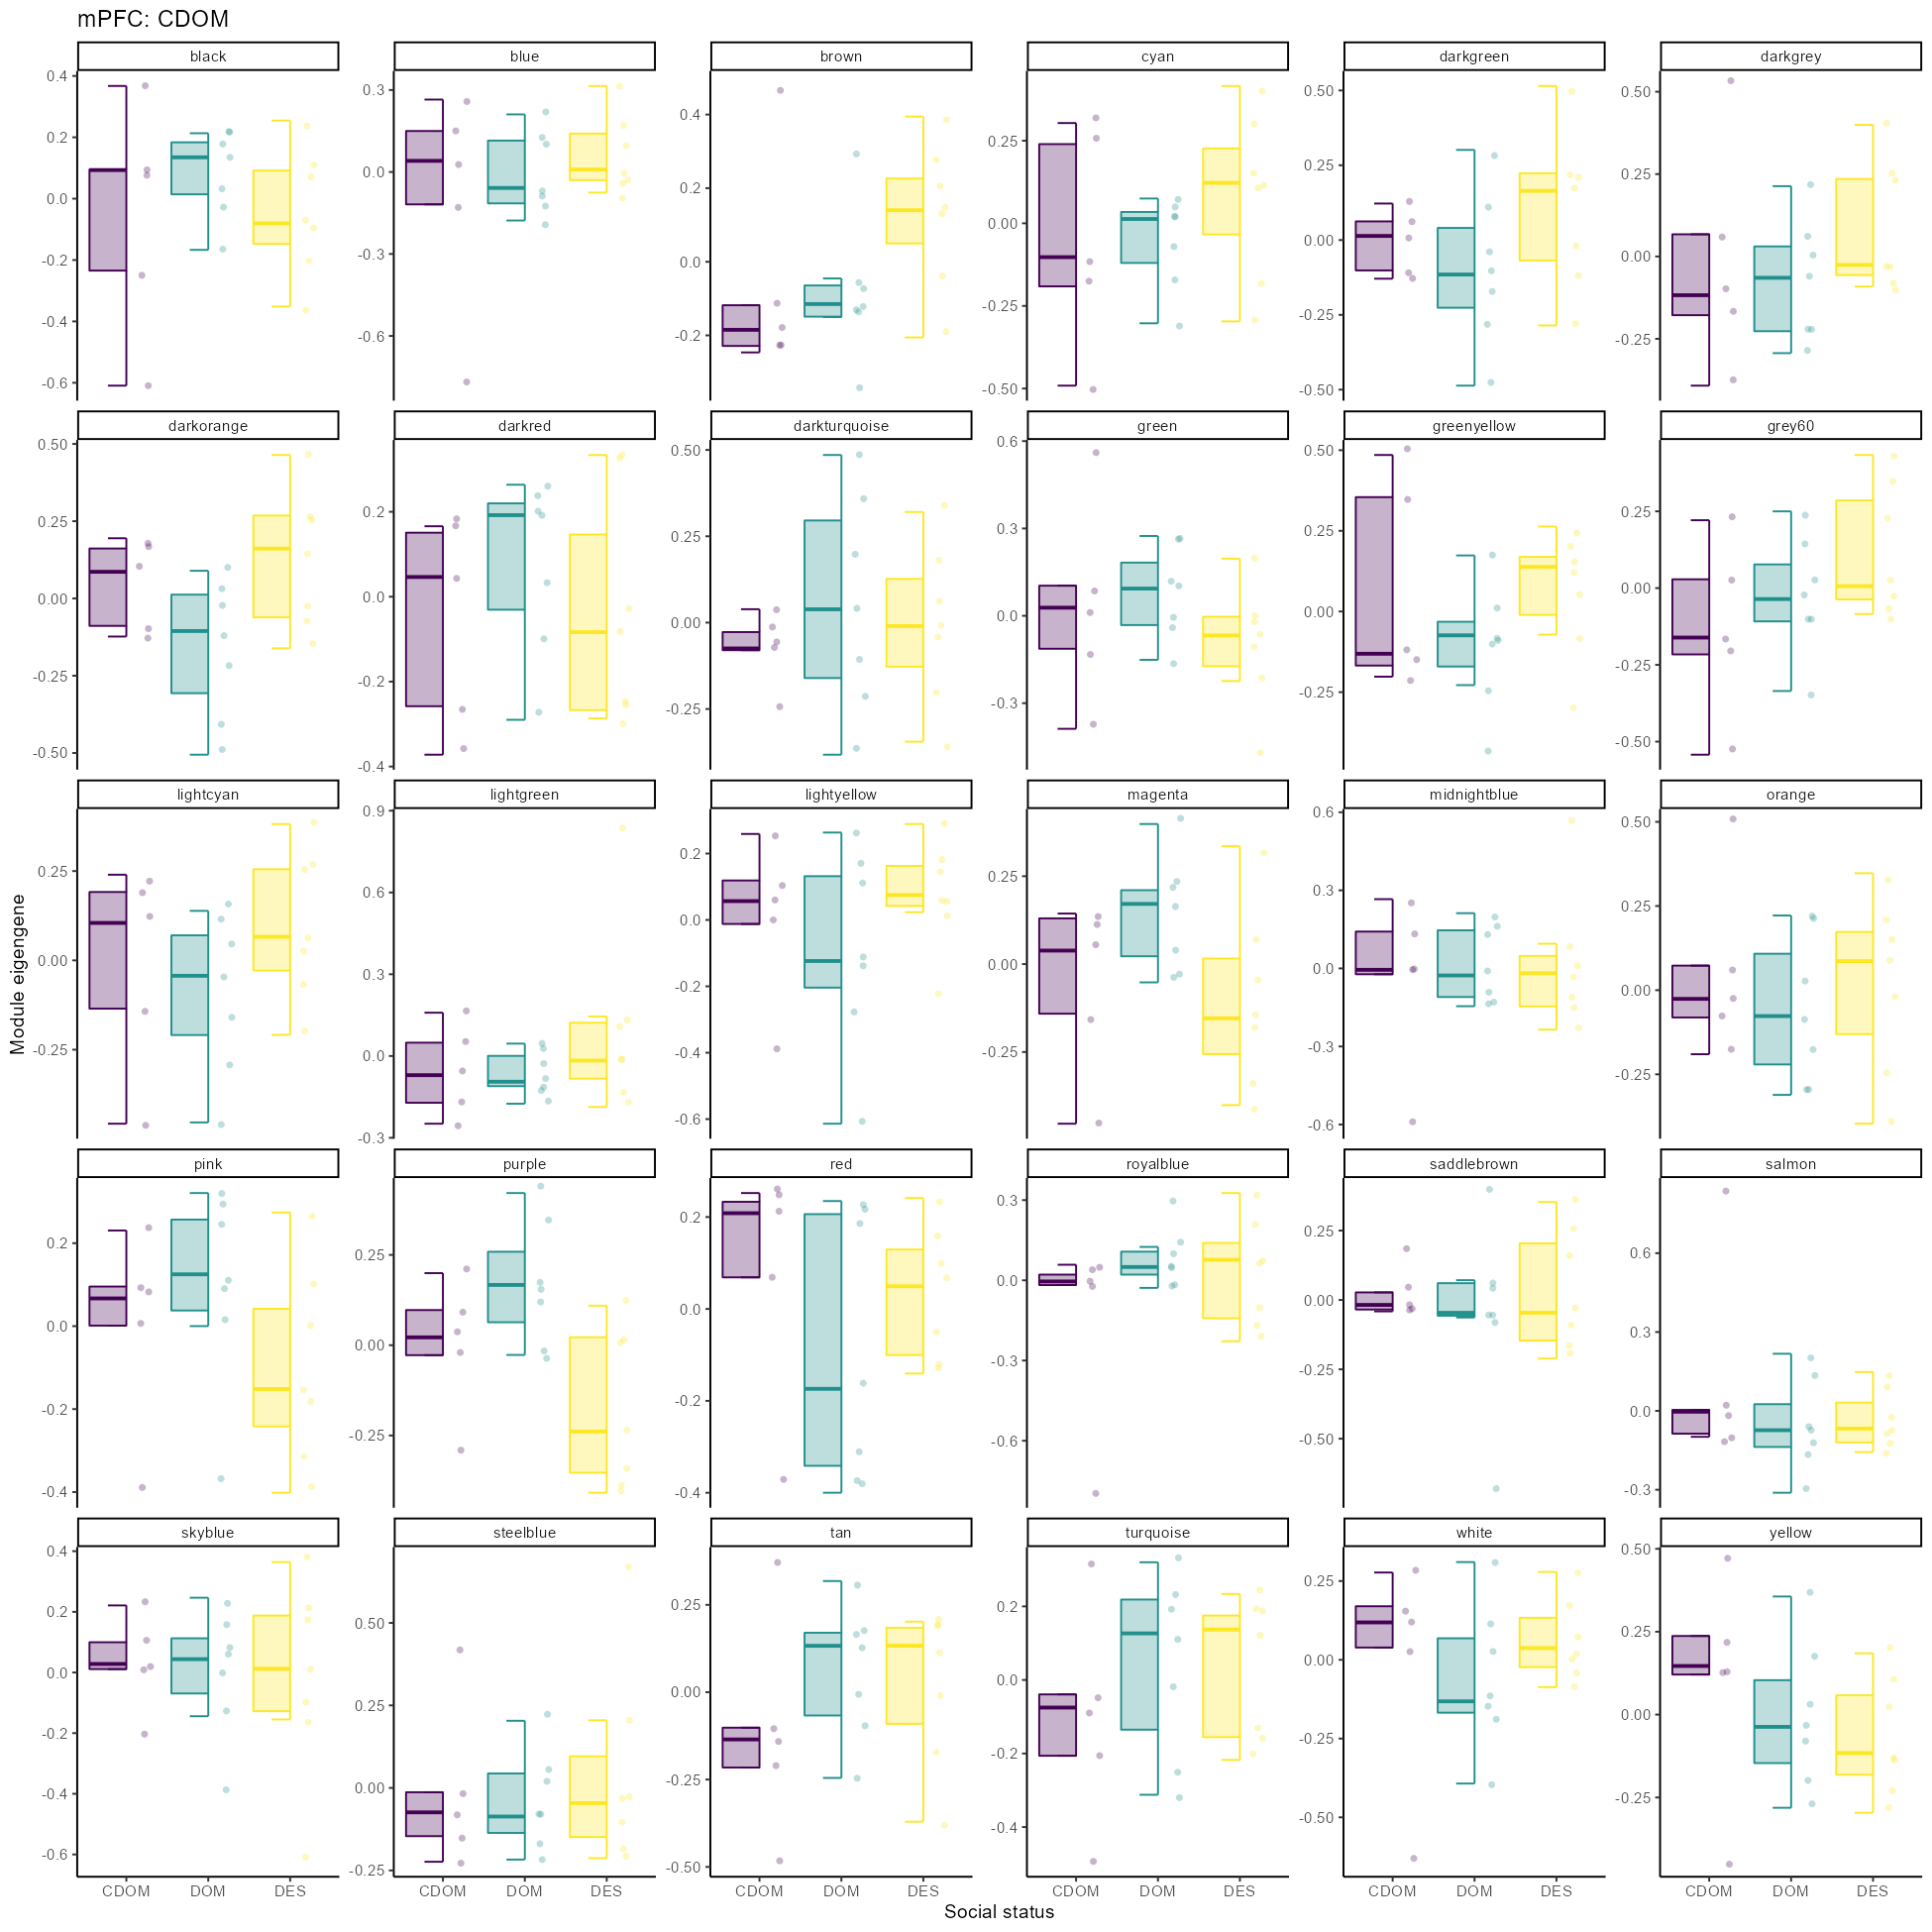 mPFC: CDOM
black blue brown cyan darkgreen darkgrey
0.4 0.2 0.0 -0.2 -0.4 -0.6
0.3 0.0 -0.3 -0.6
0.4 0.2 0.0 -0.2
0.25 0.00 -0.25 -0.50
0.50 0.25 0.00 -0.25 -0.50
0.50 0.25 0.00 -0.25
darkorange darkred darkturquoise green greenyellow grey60
0.50 0.25 0.00 -0.25 -0.50
0.2 0.0 -0.2 -0.4
0.50 0.25 0.00 -0.25
0.6 0.3 0.0 -0.3
0.50 0.25 0.00 -0.25
0.25 0.00 -0.25 -0.50
lightcyan lightgreen lightyellow magenta midnightblue orange
0.25 0.00 -0.25
0.9 0.6 0.3 0.0 -0.3
0.2 0.0 -0.2 -0.4 -0.6
0.25 0.00 -0.25
0.6 0.3 0.0 -0.3 -0.6
0.50 0.25 0.00 -0.25
Module eigengene
pink purple red royalblue saddlebrown salmon
0.2 0.0 -0.2 -0.4
0.25 0.00 -0.25
0.2 0.0 -0.2 -0.4
0.3 0.0 -0.3 -0.6
0.25 0.00 -0.25 -0.50
0.6 0.3 0.0 -0.3
skyblue steelblue tan turquoise white yellow
0.4 0.2 0.0 -0.2 -0.4 -0.6
0.50 0.25 0.00 -0.25
0.25 0.00 -0.25 -0.50
0.2 0.0 -0.2 -0.4
0.25 0.00 -0.25 -0.50
0.50 0.25 0.00 -0.25
CDOM DOM DES CDOM DOM DES CDOM DOM DES CDOM DOM DES CDOM DOM DES CDOM DOM DES
Social status